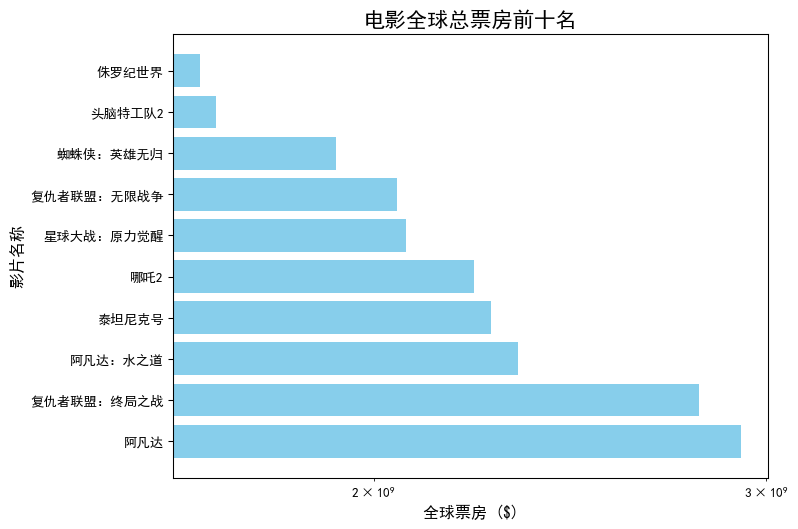 电影全球总票房前十名
侏罗纪世界
头脑特工队2
蜘蛛侠：英雄无归
复仇者联盟：无限战争
星球大战：原力觉醒
哪吒2
泰坦尼克号
阿凡达：水之道
复仇者联盟：终局之战
阿凡达
影片名称
2 × 10⁹
3 × 10⁹
全球票房 ($)